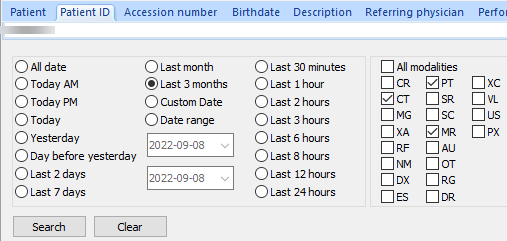 Patient Patient ID Accession number Birthdate Description Referring physician Perfo
All date Last month Last 30 minutes All modalities
Today AM Last 3 months Last 1 hour CR PT XC
Today PM Custom Date Last 2 hours CT SR VL
Today Date range Last 3 hours MG SC US
Yesterday 2022-09-08 Last 6 hours XA MR PX
Day before yesterday Last 8 hours RF AU
Last 2 days 2022-09-08 Last 12 hours NM OT
Last 7 days Last 24 hours DX RG
ES DR
Search Clear